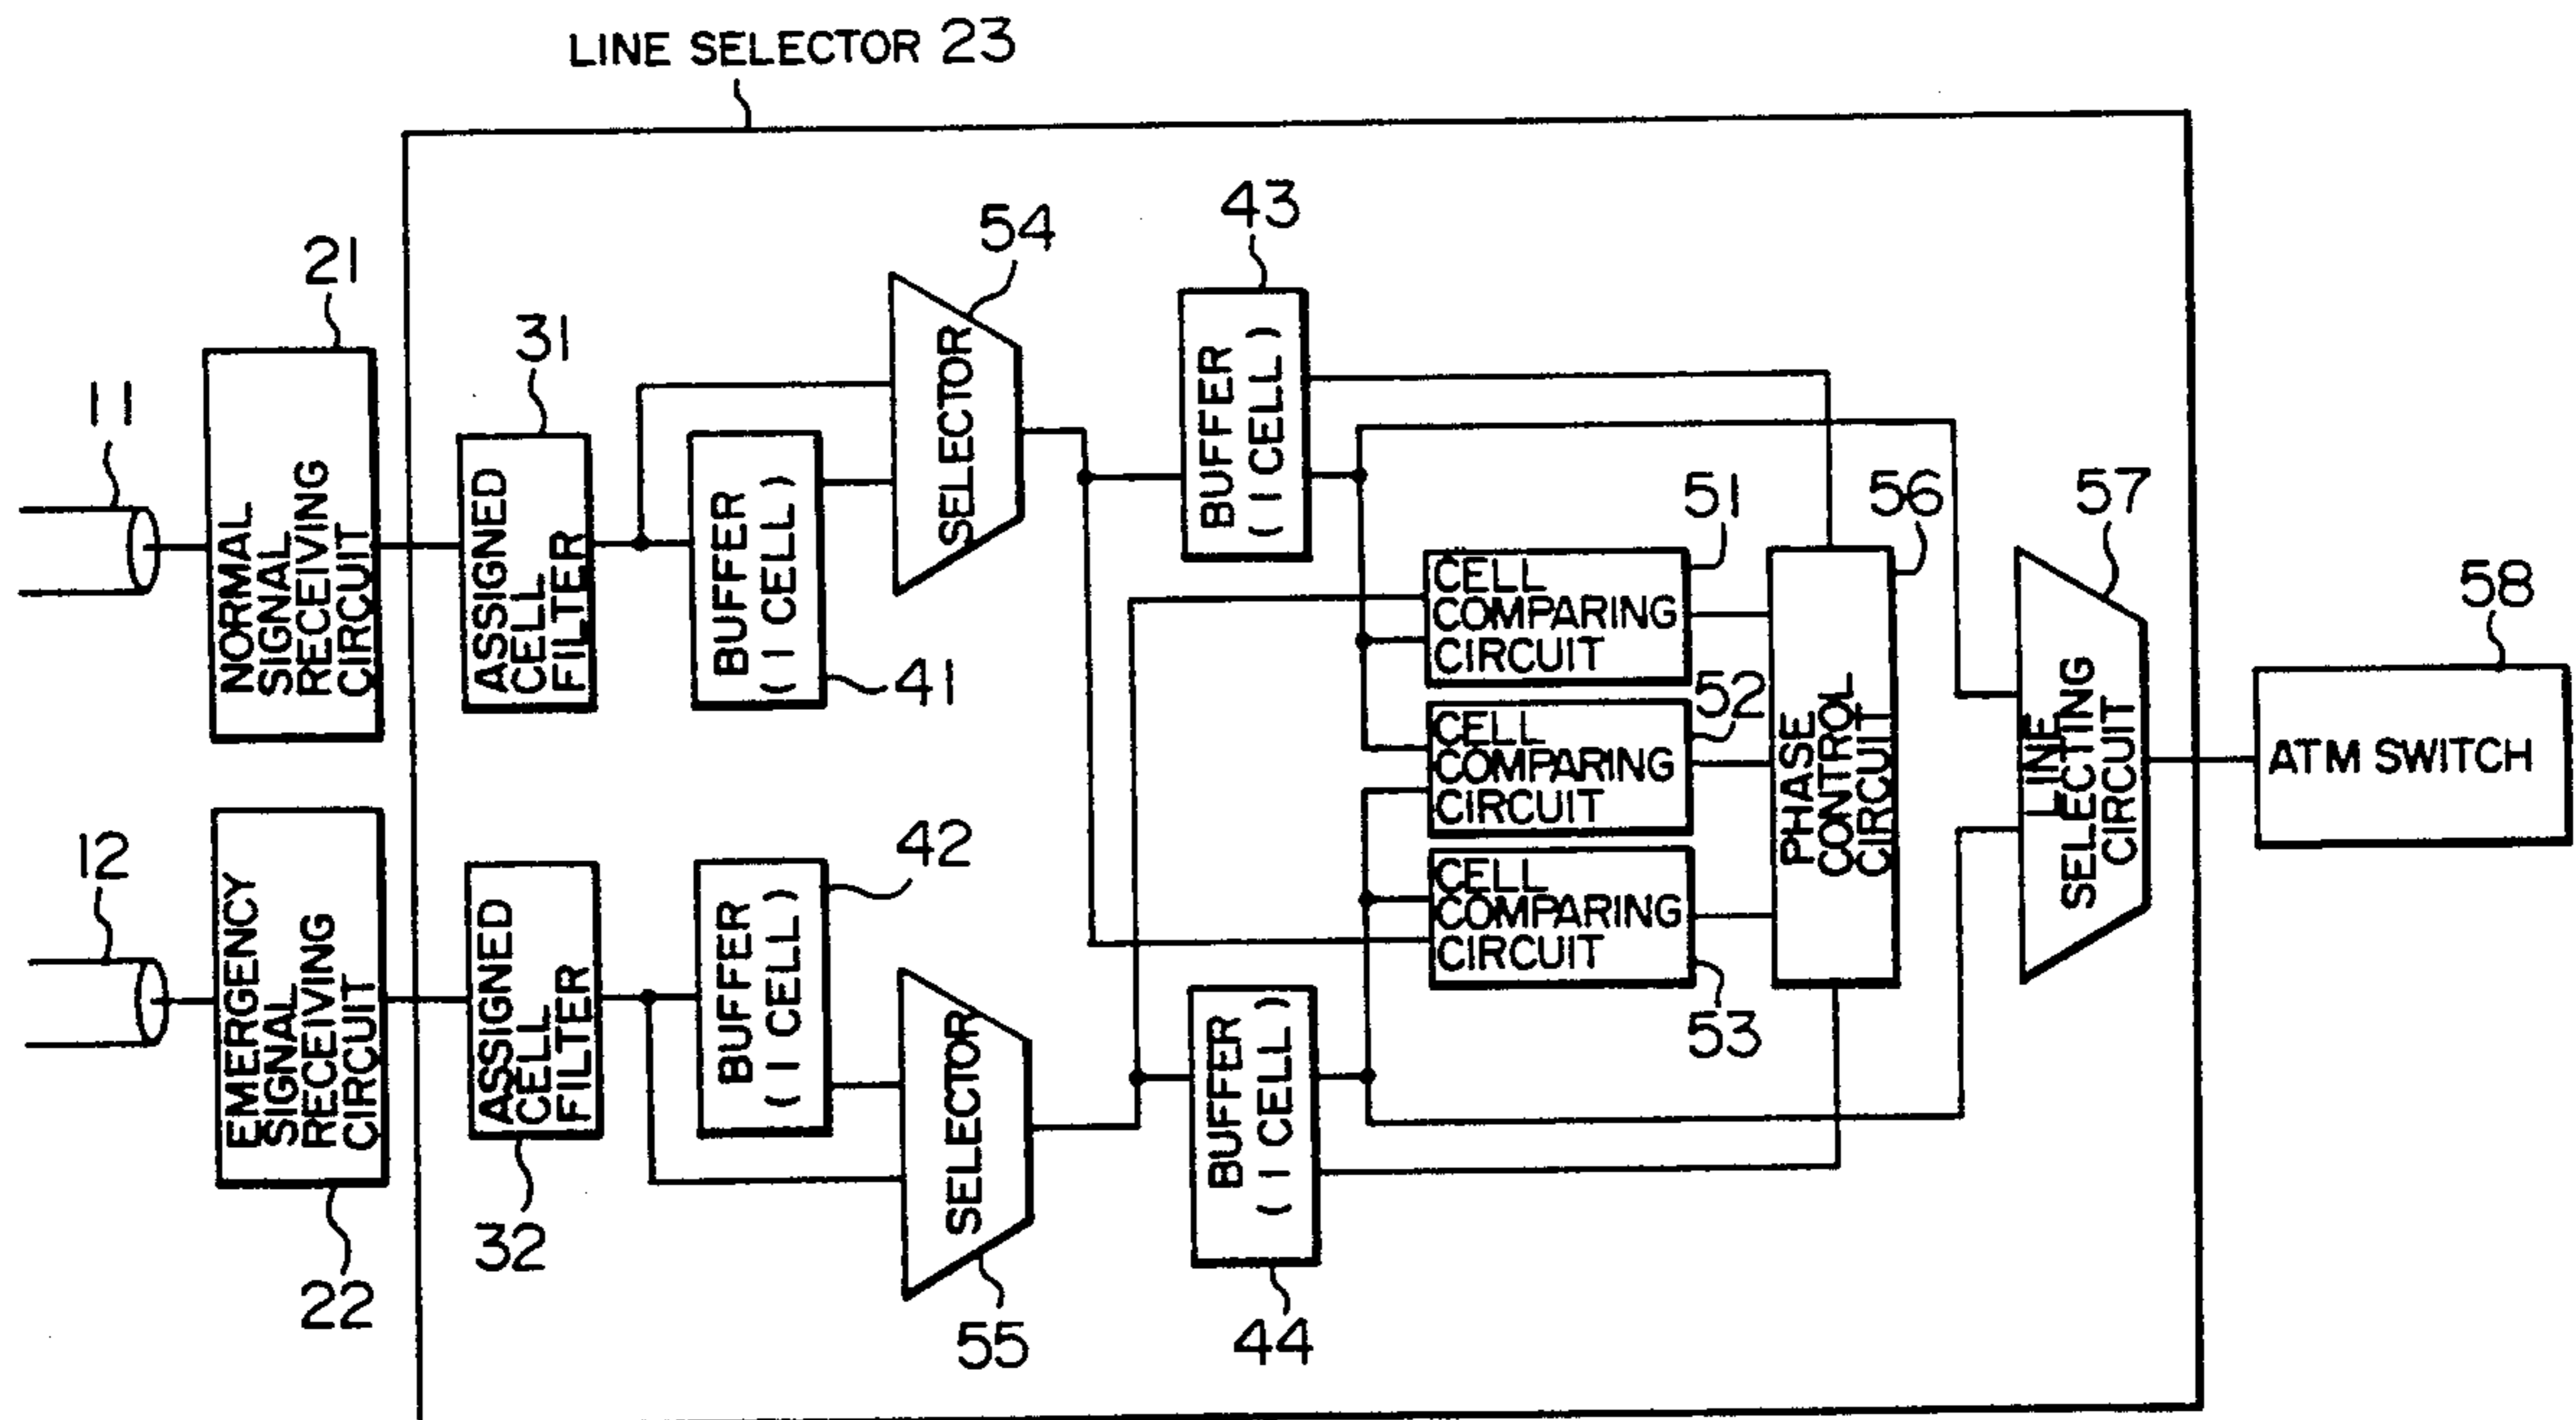 LINE SELECTOR 23
11
21
NORMAL
SIGNAL
RECEIVING
CIRCUIT
31
ASSIGNED
CELL
FILTER
BUFFER
(1 CELL)
41
54
SELECTOR
43
BUFFER
(1 CELL)
51
CELL
COMPARING
CIRCUIT
52
CELL
COMPARING
CIRCUIT
CELL
COMPARING
CIRCUIT
53
56
PHASE
CONTROL
CIRCUIT
57
LINE
SELECTING
CIRCUIT
58
ATM SWITCH
12
EMERGENCY
SIGNAL
RECEIVING
CIRCUIT
22
ASSIGNED
CELL
FILTER
32
42
BUFFER
(1 CELL)
SELECTOR
55
BUFFER
(1 CELL)
44